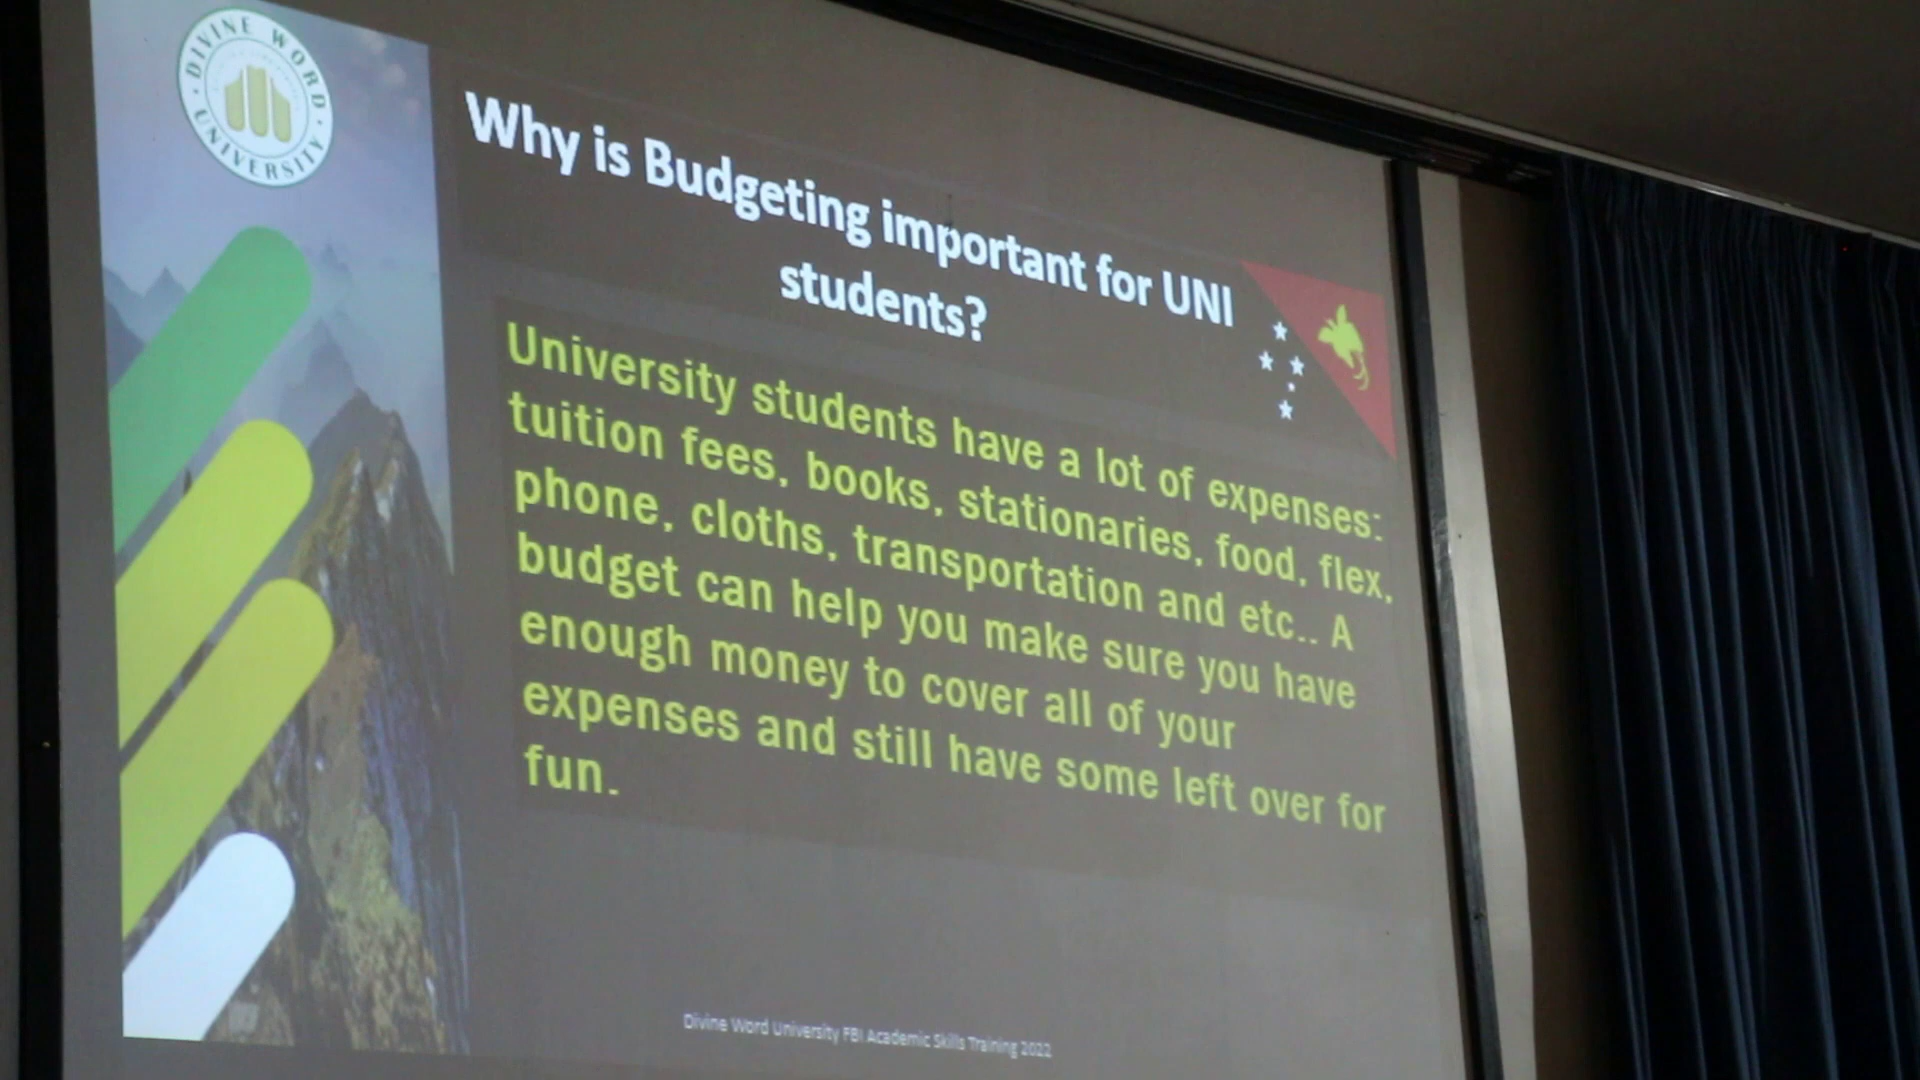 DIVINE WORD
UNIVERSITY
Why is Budgeting important for UNI
students?
University students have a lot of expenses:
tuition fees, books, stationaries, food, flex,
phone, cloths, transportation and etc.. A
budget can help you make sure you have
enough money to cover all of your
expenses and still have some left over for
fun.
Divine Word University FBI Academic Skills Training 2022